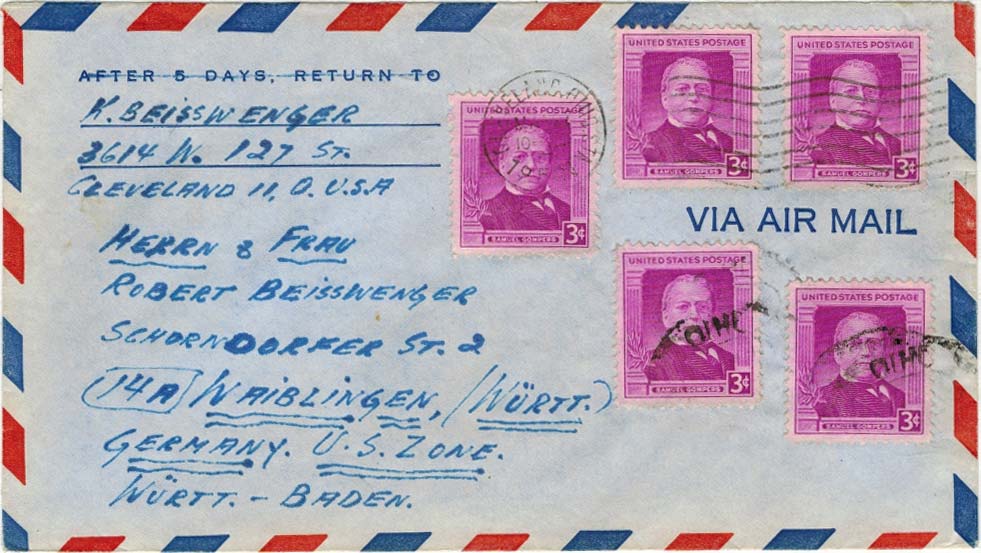 AFTER 5 DAYS, RETURN TO
K. BEISSWENGER
3614 W. 127 ST.
CLEVELAND 11, O. U.S.A
HERRN & FRAU
ROBERT BEISSWENGER
SCHORNDORFER ST. 2
14A WAIBLINGEN, (WÜRTT.)
GERMANY. U.S. ZONE.
WÜRTT. - BADEN.
UNITED STATES POSTAGE
SAMUEL GOMPERS
3¢
UNITED STATES POSTAGE
SAMUEL GOMPERS
3¢
UNITED STATES POSTAGE
SAMUEL GOMPERS
3¢
VIA AIR MAIL
UNITED STATES POSTAGE
SAMUEL GOMPERS
3¢
UNITED STATES POSTAGE
SAMUEL GOMPERS
3¢